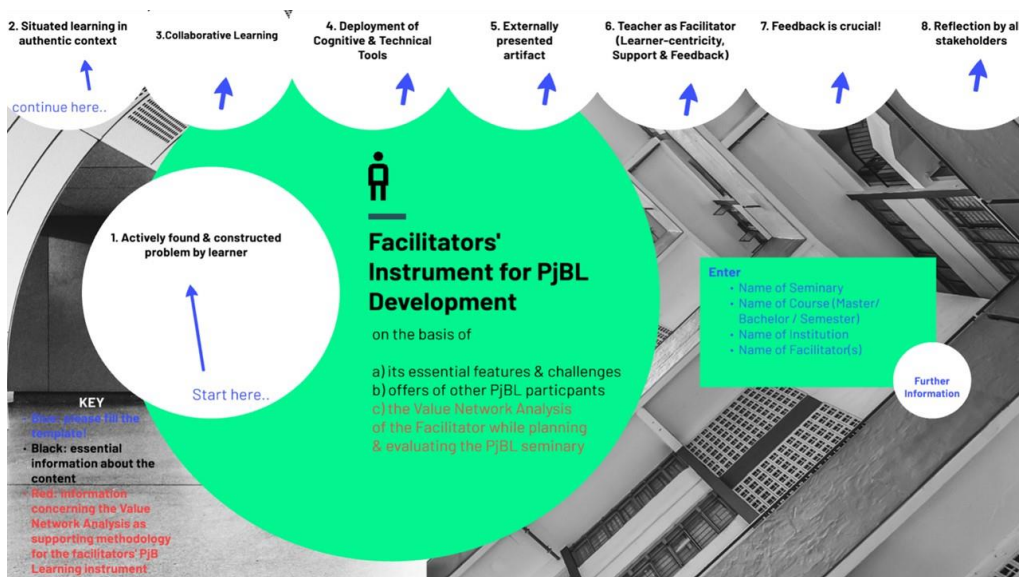 2. Situated learning in
authentic context
3.Collaborative Learning
4. Deployment of
Cognitive & Technical
Tools
5. Externally
presented
artifact
6. Teacher as Facilitator
(Learner-centricity,
Support & Feedback)
7. Feedback is crucial!
8. Reflection by al
stakeholders
continue here..
1. Actively found & constructed
problem by learner
Start here..
Facilitators'
Instrument for PjBL
Development
on the basis of
a) its essential features & challenges
b) offers of other PjBL particpants
c) the Value Network Analysis
of the Facilitator while planning
& evaluating the PjBL seminary
Enter
• Name of Seminary
• Name of Course (Master/
Bachelor / Semester)
• Name of institution
• Name of Facilitator(s)
Further
Information
KEY
• Blue: please fill the
template!
• Black: essential
information about the
content
• Red: information
concerning the Value
Network Analysis as
supporting methodology
for the facilitators' PjB
Learning instrument